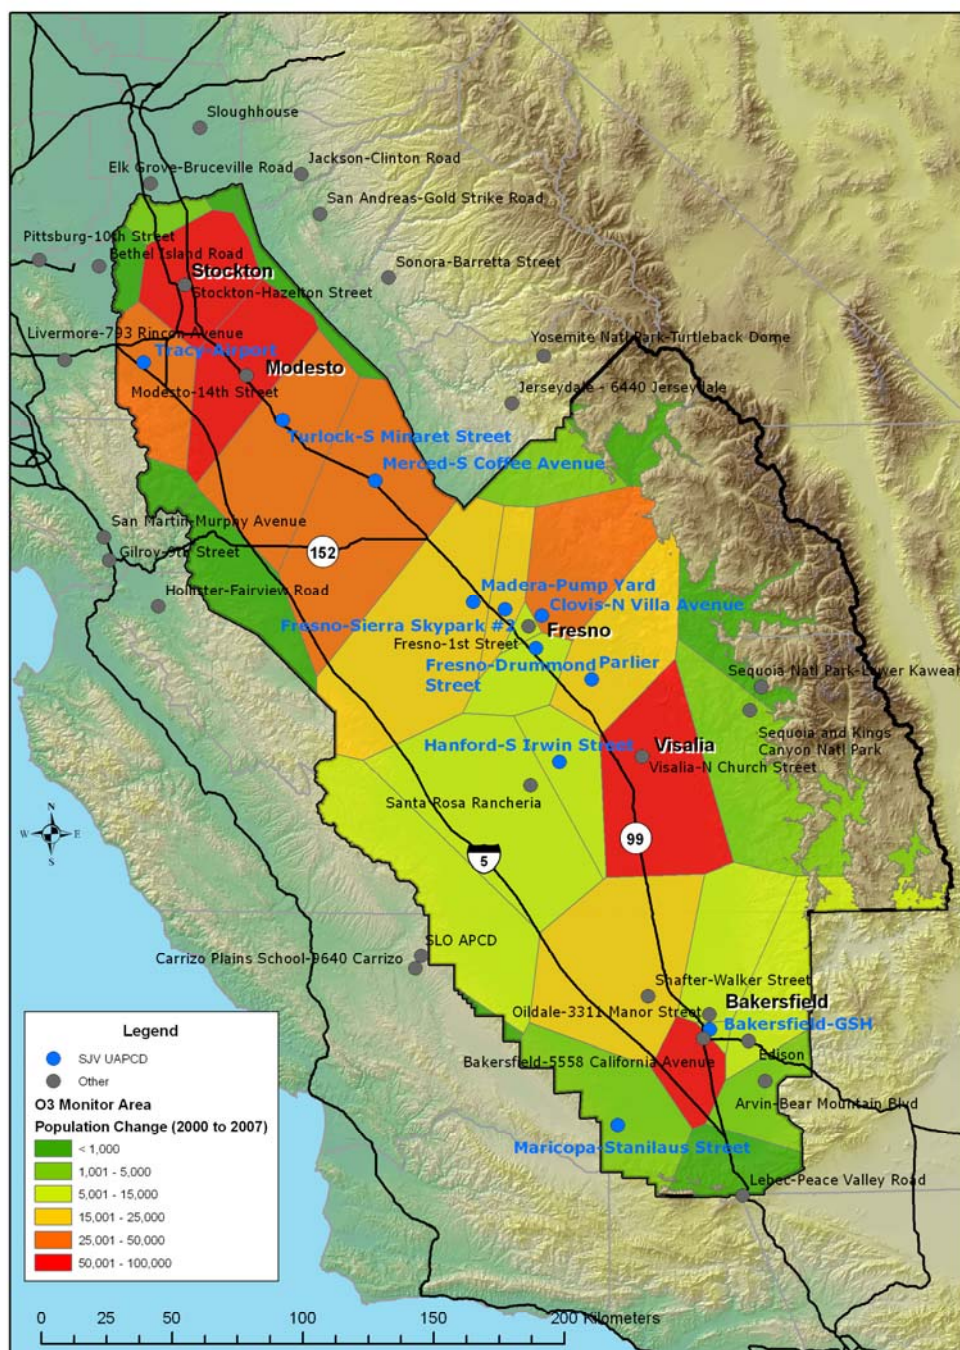 Sloughhouse
Jackson-Clinton Road
Elk Grove-Bruceville Road
San Andreas-Gold Strike Road
Pittsburg-10th Street
Bethel Island Road
Sonora-Barretta Street
Stockton
Stockton-Hazelton Street
Livermore-793 Rincon Avenue
Yosemite Natl Park-Turtleback Dome
Tracy-Airport
Modesto
Modesto-14th Street
Jerseydale - 6440 Jerseydale
Turlock-S Minaret Street
Merced-S Coffee Avenue
San Martin-Murphy Avenue
Gilroy-9th Street
152
Hollister-Fairview Road
Madera-Pump Yard
Clovis-N Villa Avenue
Fresno-Sierra Skypark #2
Fresno
Fresno-1st Street
Fresno-Drummond
Street
Parlier
Sequoia Natl Park-Lower Kaweah
Sequoia and Kings
Canyon Natl Park
Hanford-S Irwin Street
Visalia
Visalia-N Church Street
Santa Rosa Rancheria
N
W
E
S
99
5
SLO APCD
Carrizo Plains School-9640 Carrizo
Shafter-Walker Street
Bakersfield
Oildale-3311 Manor Street
Bakersfield-GSH
Edison
Bakersfield-5558 California Avenue
Arvin-Bear Mountain Blvd
Maricopa-Stanilaus Street
Lebec-Peace Valley Road
Legend
SJV UAPCD
Other
O3 Monitor Area
Population Change (2000 to 2007)
< 1,000
1,001 - 5,000
5,001 - 15,000
15,001 - 25,000
25,001 - 50,000
50,001 - 100,000
0 50 100 150 200 Kilometers